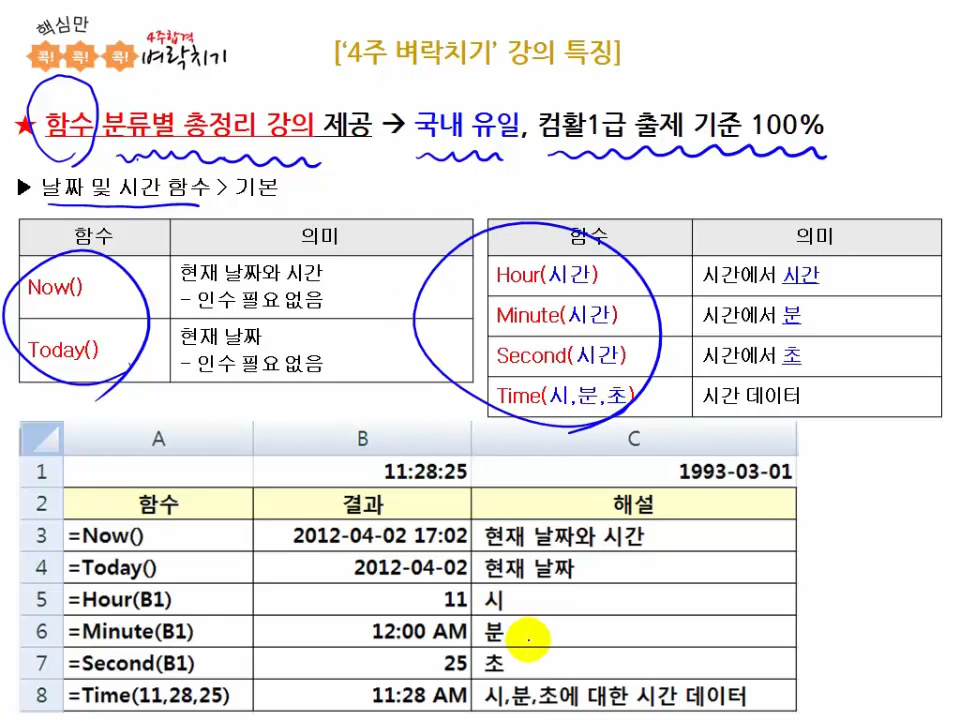 핵심만
콕! 콕! 콕! 4주합격 벼락치기
['4주 벼락치기' 강의 특징]
★ 함수 분류별 총정리 강의 제공 → 국내 유일, 컴활1급 출제 기준 100%
▶ 날짜 및 시간 함수 > 기본
함수 의미
Now() 현재 날짜와 시간
- 인수 필요 없음
Today() 현재 날짜
- 인수 필요 없음
함수 의미
Hour(시간) 시간에서 시간
Minute(시간) 시간에서 분
Second(시간) 시간에서 초
Time(시,분,초) 시간 데이터
A B C
1 11:28:25 1993-03-01
2 함수 결과 해설
3 =Now() 2012-04-02 17:02 현재 날짜와 시간
4 =Today() 2012-04-02 현재 날짜
5 =Hour(B1) 11 시
6 =Minute(B1) 12:00 AM 분
7 =Second(B1) 25 초
8 =Time(11,28,25) 11:28 AM 시,분,초에 대한 시간 데이터